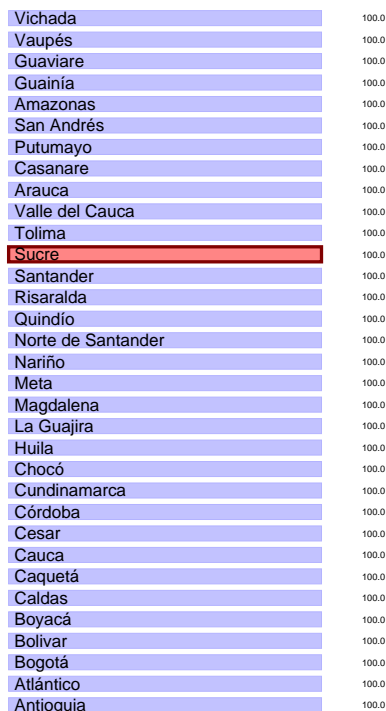 Vichada 100.0
Vaupés 100.0
Guaviare 100.0
Guainía 100.0
Amazonas 100.0
San Andrés 100.0
Putumayo 100.0
Casanare 100.0
Arauca 100.0
Valle del Cauca 100.0
Tolima 100.0
Sucre 100.0
Santander 100.0
Risaralda 100.0
Quindío 100.0
Norte de Santander 100.0
Nariño 100.0
Meta 100.0
Magdalena 100.0
La Guajira 100.0
Huila 100.0
Chocó 100.0
Cundinamarca 100.0
Córdoba 100.0
Cesar 100.0
Cauca 100.0
Caquetá 100.0
Caldas 100.0
Boyacá 100.0
Bolivar 100.0
Bogotá 100.0
Atlántico 100.0
Antioquia 100.0